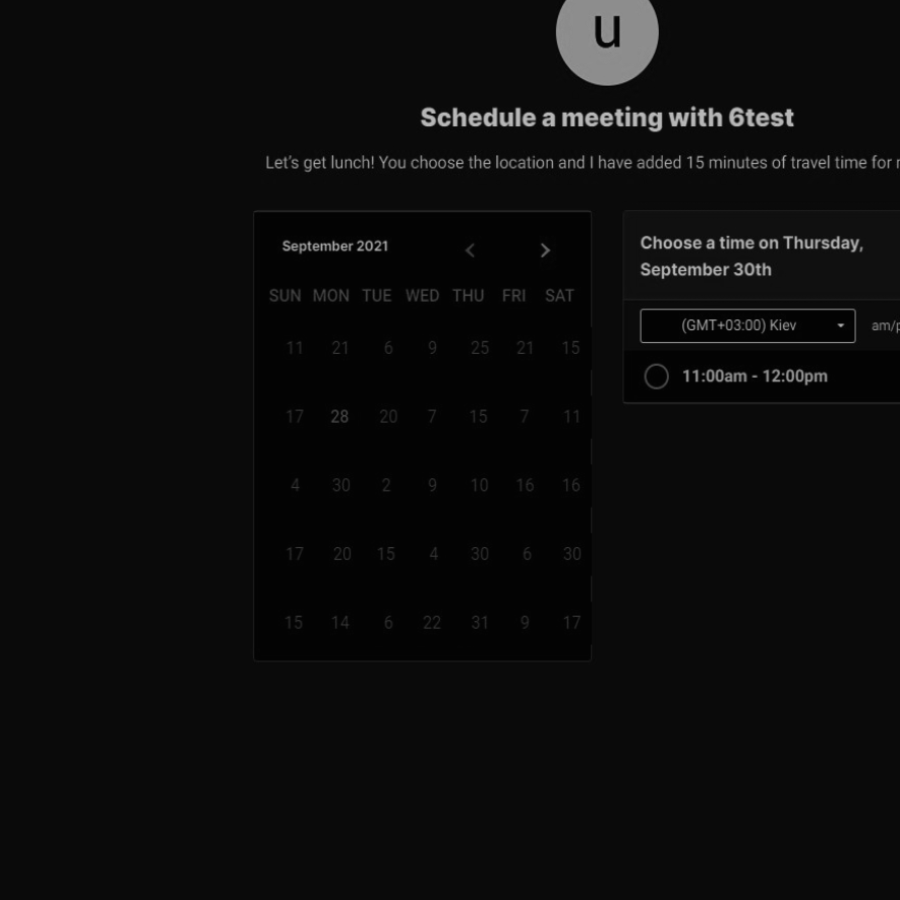 u
Schedule a meeting with 6test
Let's get lunch! You choose the location and I have added 15 minutes of travel time for
September 2021
SUN MON TUE WED THU FRI SAT
11 21 6 9 25 21 15
17 28 20 7 15 7 11
4 30 2 9 10 16 16
17 20 15 4 30 6 30
15 14 6 22 31 9 17
Choose a time on Thursday,
September 30th
(GMT+03:00) Kiev
am/p
11:00am - 12:00pm